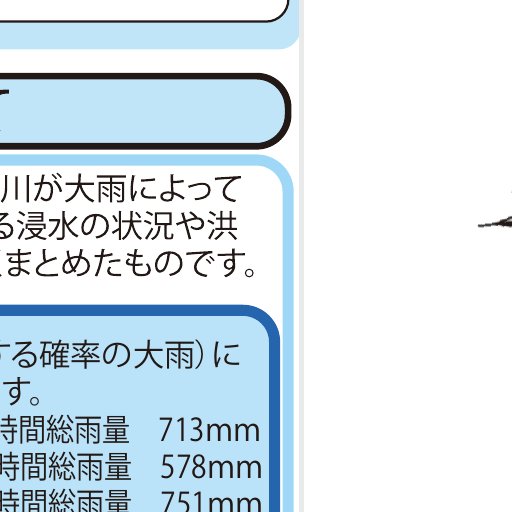 川が大雨によって
る浸水の状況や洪
まとめたものです。
する確率の大雨）に
す。
時間総雨量 713mm
時間総雨量 578mm
時間総雨量 751mm